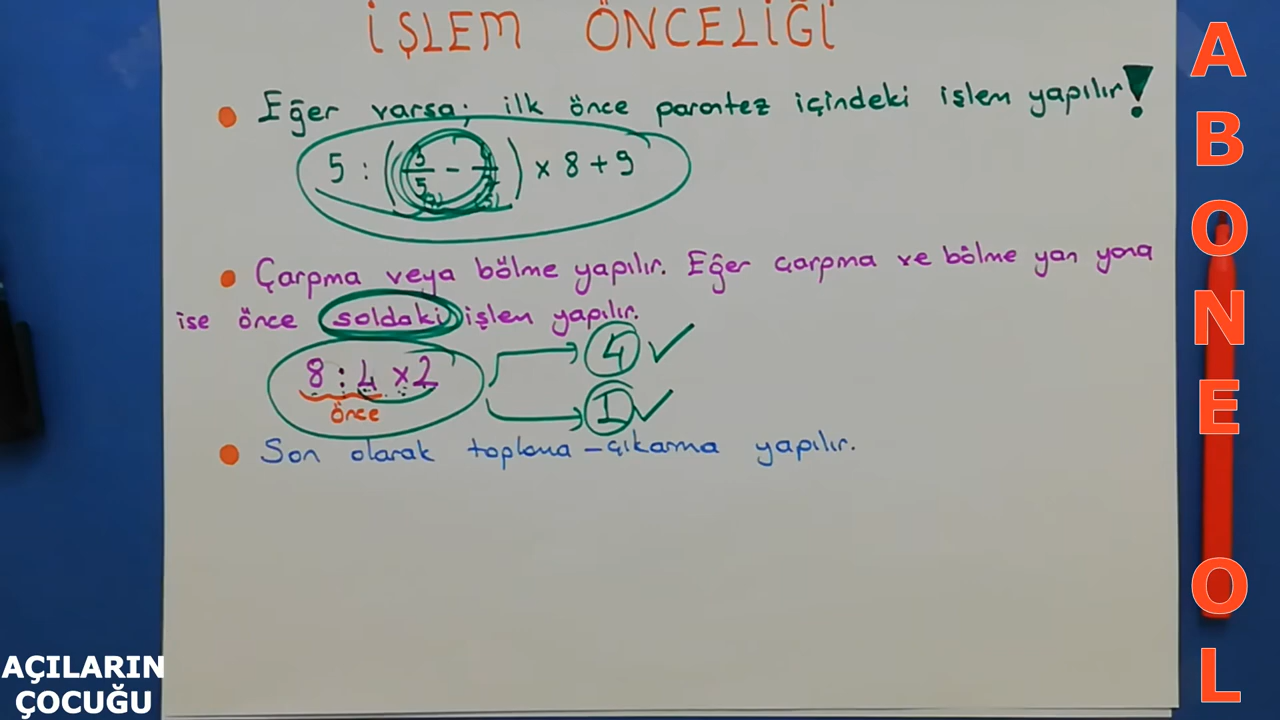 İŞLEM ÖNCELİĞİ
Eğer varsa; ilk önce parantez içindeki işlem yapılır!
5 : ( - ) x 8 + 9
Çarpma veya bölme yapılır. Eğer çarpma ve bölme yan yana
ise önce soldaki işlem yapılır.
8 : 4 x 2
4
önce
1
Son olarak toplama - çıkarma yapılır.
ABONE OL
AÇILARIN
ÇOCUĞU